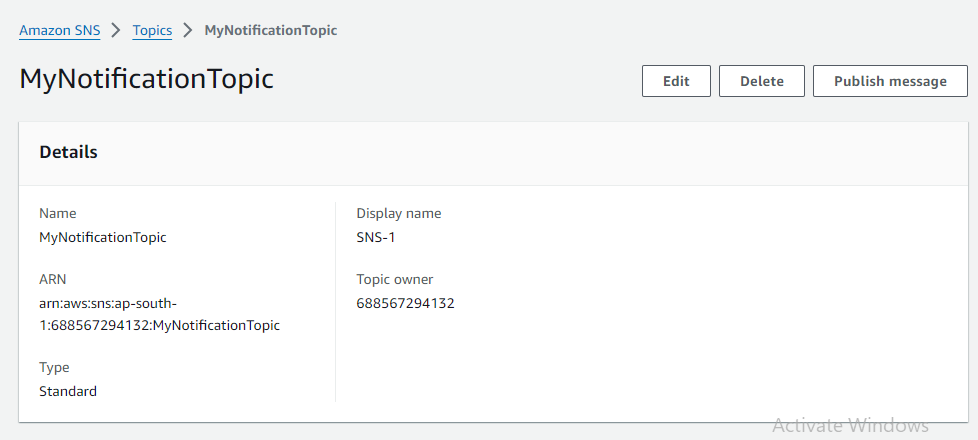 Amazon SNS > Topics > MyNotificationTopic
MyNotificationTopic
Edit
Delete
Publish message
Details
Name
MyNotificationTopic
Display name
SNS-1
ARN
arn:aws:sns:ap-south-
1:688567294132:MyNotificationTopic
Topic owner
688567294132
Type
Standard
Activate Windows